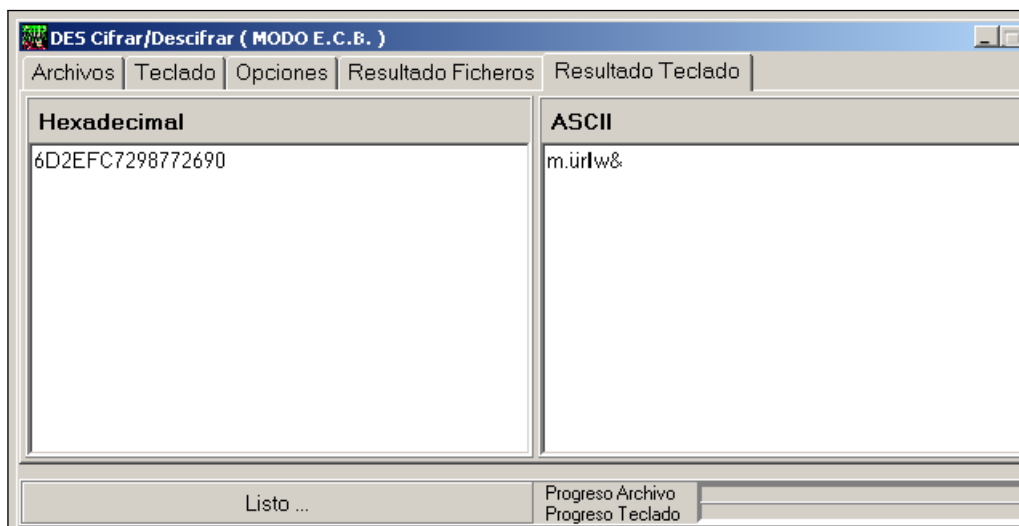 DES Cifrar/Descifrar ( MODO E.C.B. )
Archivos Teclado Opciones Resultado Ficheros Resultado Teclado
Hexadecimal
6D2EFC7298772690
ASCII
m.ürIw&
Listo ...
Progreso Archivo
Progreso Teclado